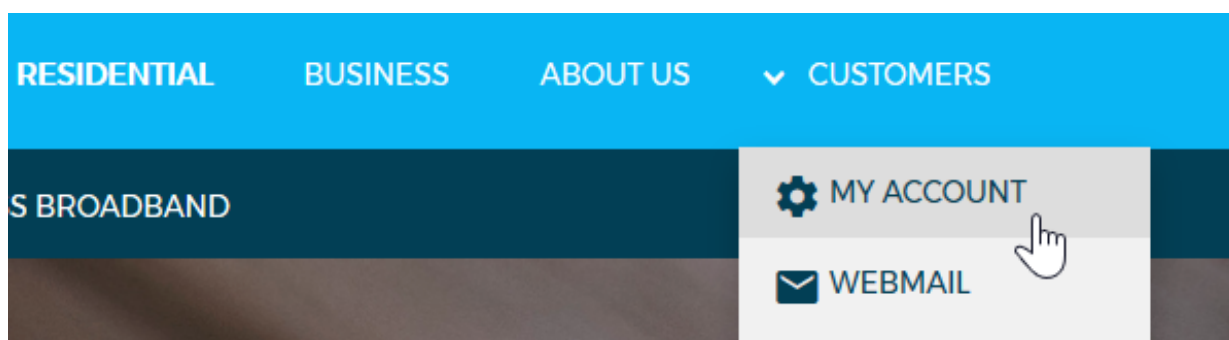 RESIDENTIAL BUSINESS ABOUT US CUSTOMERS
S BROADBAND
MY ACCOUNT
WEBMAIL